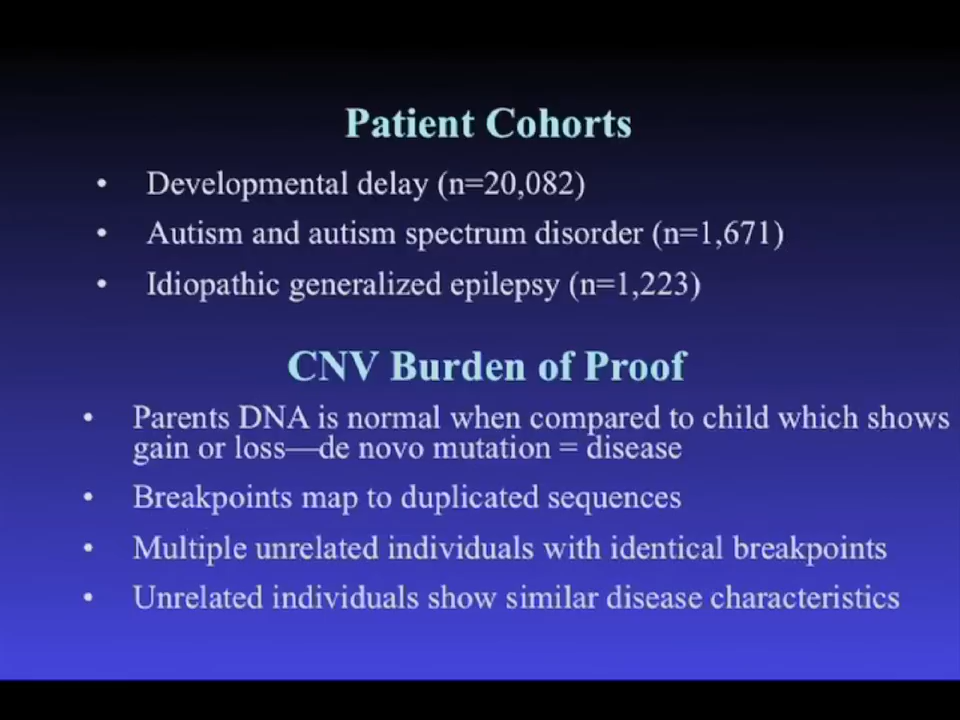 Patient Cohorts
• Developmental delay (n=20,082)
• Autism and autism spectrum disorder (n=1,671)
• Idiopathic generalized epilepsy (n=1,223)
CNV Burden of Proof
• Parents DNA is normal when compared to child which shows
gain or loss—de novo mutation = disease
• Breakpoints map to duplicated sequences
• Multiple unrelated individuals with identical breakpoints
• Unrelated individuals show similar disease characteristics